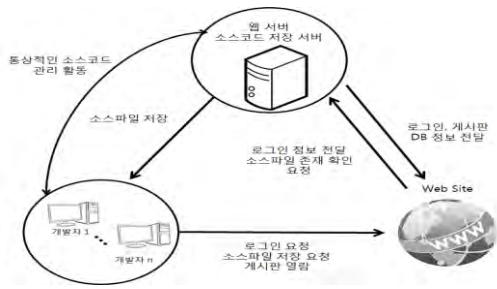 웹 서버
소스코드 저장 서버
통상적인 소스코드
관리 활동
소스파일 저장
로그인, 게시판
DB 정보 전달
로그인 정보 전달
소스파일 존재 확인
요청
Web Site
WWW
개발자 1
개발자 n
로그인 요청
소스파일 저장 요청
게시판 열람